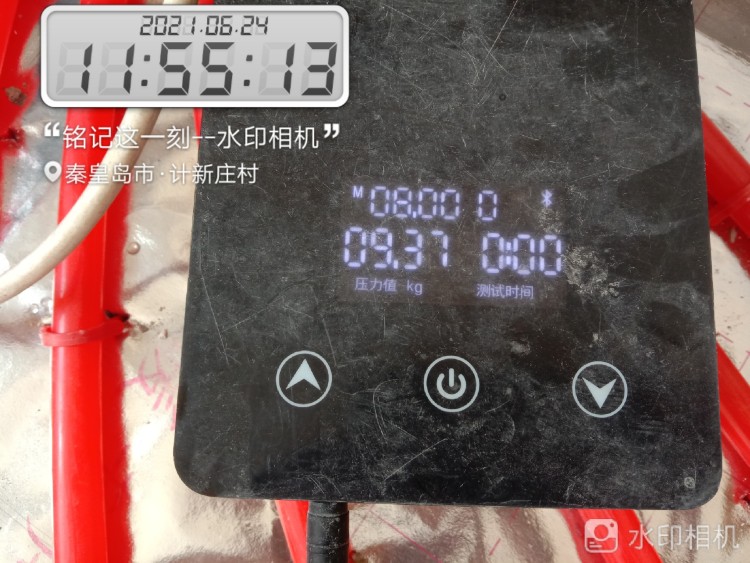 2021.06.24
11:55:13
“铭记这一刻--水印相机”
秦皇岛市·计新庄村
M 08.00 0
09.37 0:00
压力值 kg 测试时间
水印相机